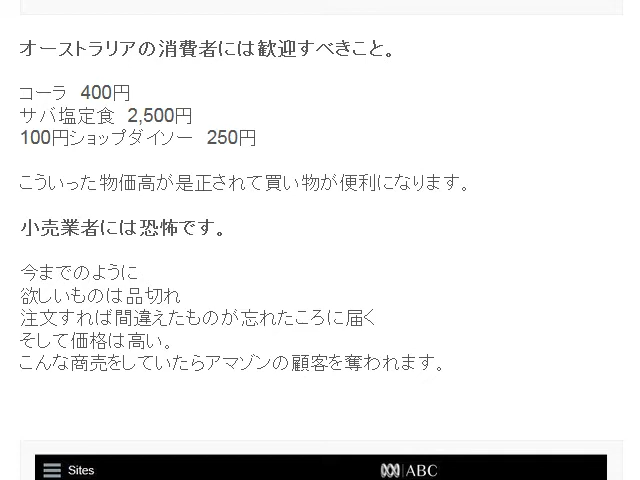 オーストラリアの消費者には歓迎すべきこと。
コーラ　400円
サバ塩定食　2,500円
100円ショップダイソー　250円
こういった物価高が是正されて買い物が便利になります。
小売業者には恐怖です。
今までのように
欲しいものは品切れ
注文すれば間違えたものが忘れたころに届く
そして価格は高い。
こんな商売をしていたらアマゾンの顧客を奪われます。
Sites ABC